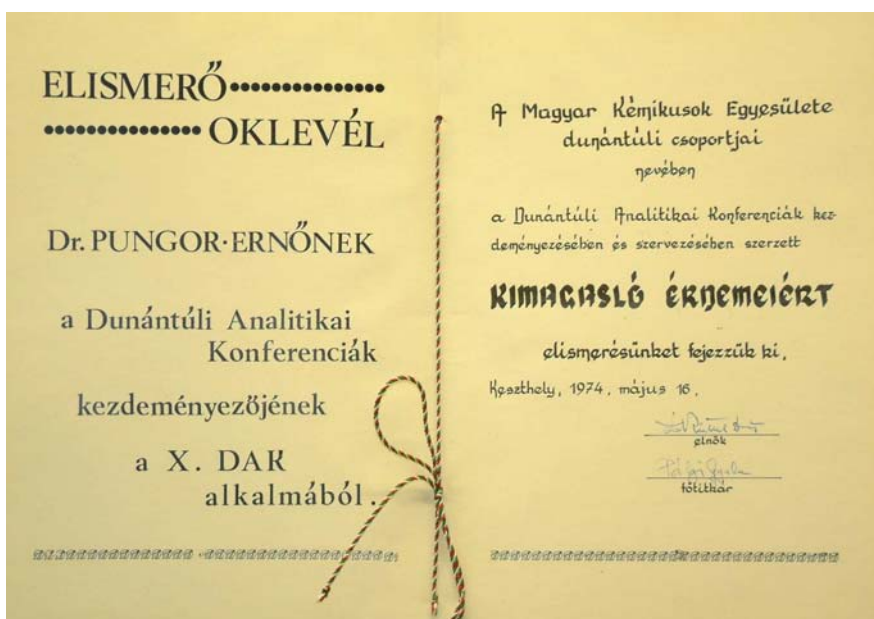 ELISMERŐ
OKLEVÉL
Dr. PUNGOR·ERNŐNEK
a Dunántúli Analitikai
Konferenciák
kezdeményezőjének
a X. DAK
alkalmából.
A Magyar Kémikusok Egyesülete
dunántúli csoportjai
nevében
a Dunántúli Analitikai Konferenciák kez-
deményezésében és szervezésében szerzett
KIMAGASLÓ ÉRDEMEIÉRT
elismerésünket fejezzük ki,
Keszthely, 1974. május 16.
elnök
főtitkár